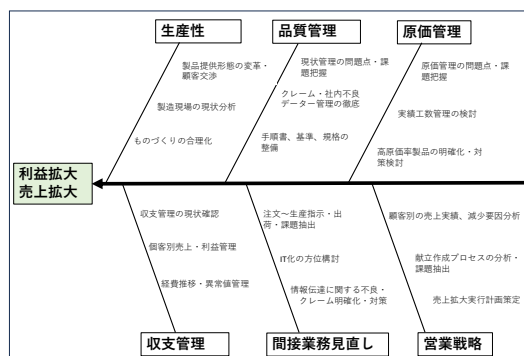 生産性
品質管理
原価管理
製品提供形態の変革・
顧客交渉
製造現場の現状分析
ものづくりの合理化
現状管理の問題点・課
題把握
クレーム・社内不良
データー管理の徹底
手順書、基準、規格の
整備
原価管理の問題点・課
題把握
実績工数管理の検討
高原価率製品の明確化・対
策検討
利益拡大
売上拡大
収支管理の現状確認
個客別売上・利益管理
経費推移・異常値管理
注文～生産指示・出
荷・課題抽出
IT化の方位構討
情報伝達に関する不良・
クレーム明確化・対策
顧客別の売上実績、減少要因分析
献立作成プロセスの分析・
課題抽出
売上拡大実行計画策定
収支管理
間接業務見直し
営業戦略